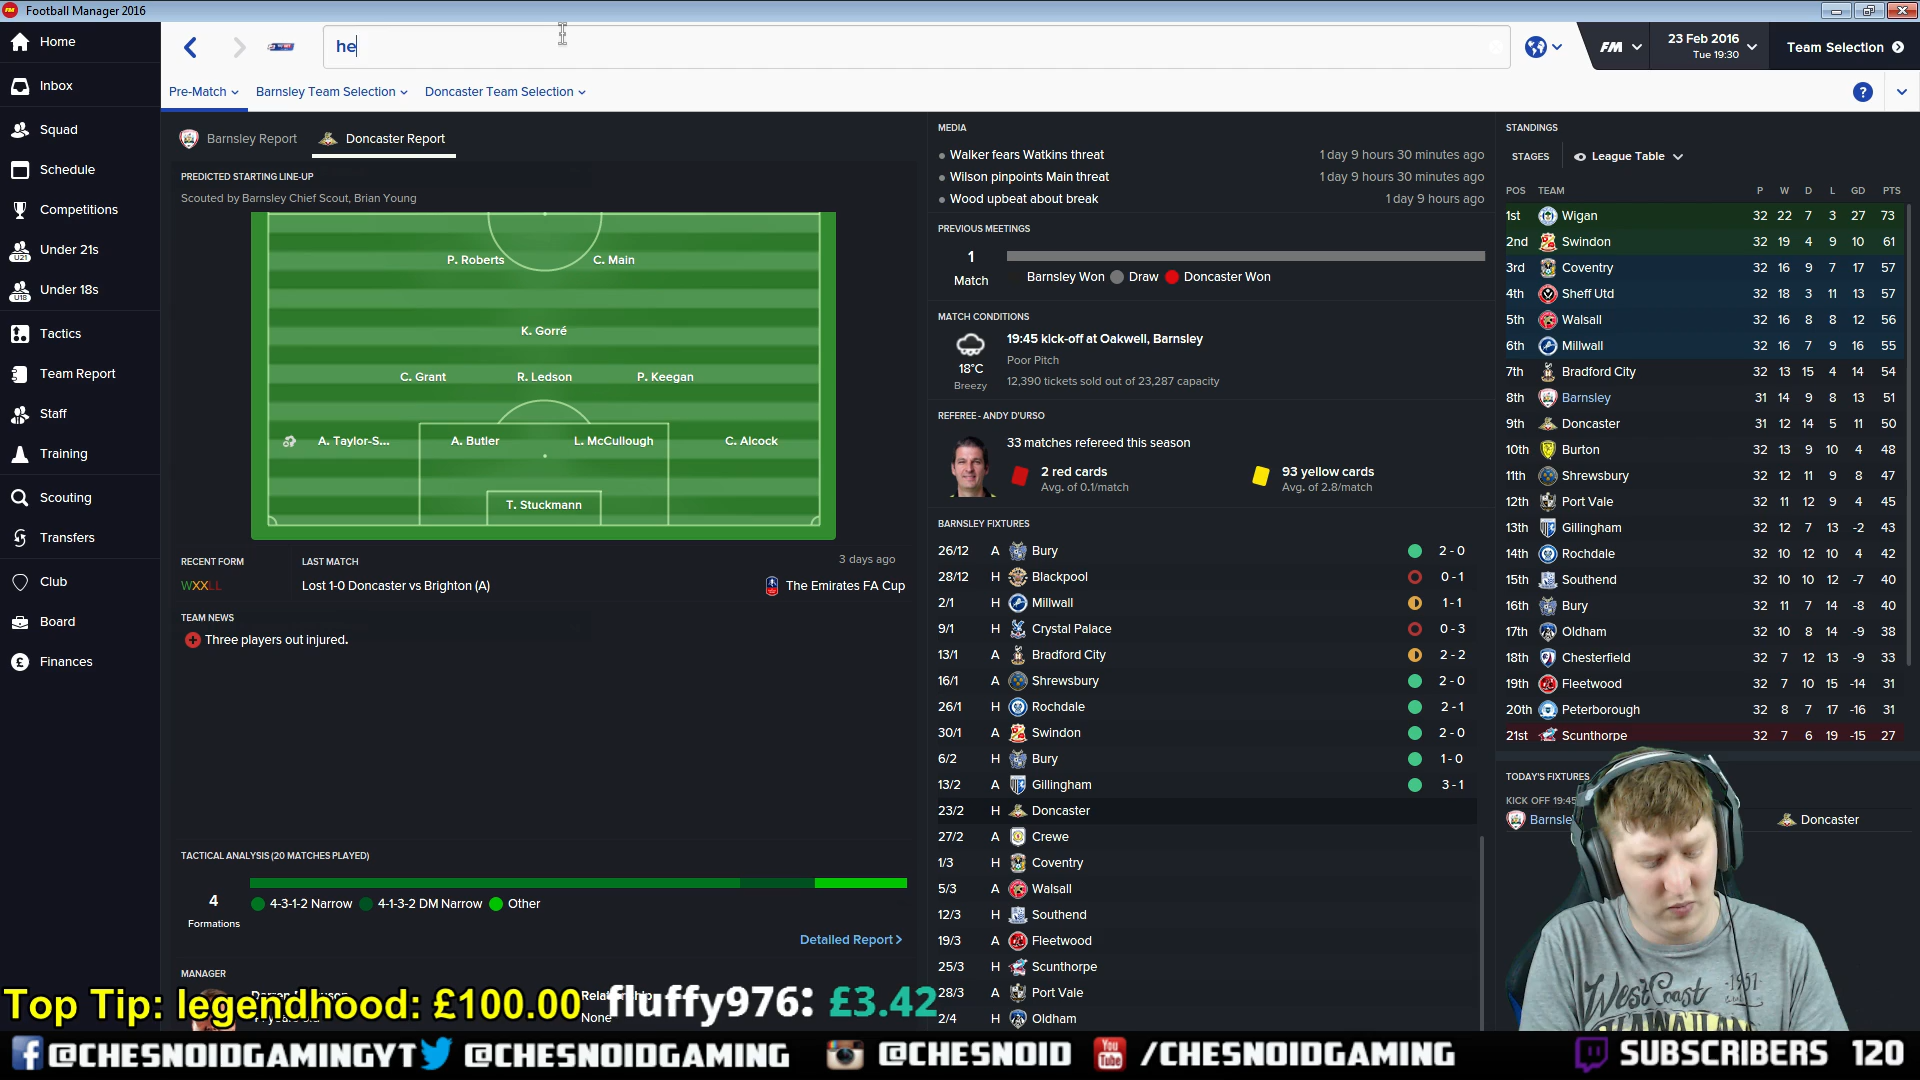 Football Manager 2016
Home
Inbox
Squad
Schedule
Competitions
Under 21s
Under 18s
Tactics
Team Report
Staff
Training
Scouting
Transfers
Club
Board
Finances
he
FM
23 Feb 2016
Tue 19:30
Team Selection
Pre-Match
Barnsley Team Selection
Doncaster Team Selection
Barnsley Report
Doncaster Report
PREDICTED STARTING LINE-UP
Scouted by Barnsley Chief Scout, Brian Young
P. Roberts C. Main
K. Gorré
C. Grant R. Ledson P. Keegan
A. Taylor-S... A. Butler L. McCullough C. Alcock
T. Stuckmann
RECENT FORM
WXXLL
LAST MATCH 3 days ago
Lost 1-0 Doncaster vs Brighton (A) The Emirates FA Cup
TEAM NEWS
Three players out injured.
TACTICAL ANALYSIS (20 MATCHES PLAYED)
4
Formations
4-3-1-2 Narrow 4-1-3-2 DM Narrow Other
Detailed Report >
MANAGER
None
MEDIA
Walker fears Watkins threat 1 day 9 hours 30 minutes ago
Wilson pinpoints Main threat 1 day 9 hours 30 minutes ago
Wood upbeat about break 1 day 9 hours ago
PREVIOUS MEETINGS
1
Match
Barnsley Won Draw Doncaster Won
MATCH CONDITIONS
18°C
Breezy
19:45 kick-off at Oakwell, Barnsley
Poor Pitch
12,390 tickets sold out of 23,287 capacity
REFEREE - ANDY D'URSO
33 matches refereed this season
2 red cards
Avg. of 0.1/match
93 yellow cards
Avg. of 2.8/match
BARNSLEY FIXTURES
26/12 A Bury 2 - 0
28/12 H Blackpool 0 - 1
2/1 H Millwall 1 - 1
9/1 H Crystal Palace 0 - 3
13/1 A Bradford City 2 - 2
16/1 A Shrewsbury 2 - 0
26/1 H Rochdale 2 - 1
30/1 A Swindon 2 - 0
6/2 H Bury 1 - 0
13/2 A Gillingham 3 - 1
23/2 H Doncaster
27/2 A Crewe
1/3 H Coventry
5/3 A Walsall
12/3 H Southend
19/3 A Fleetwood
25/3 H Scunthorpe
28/3 A Port Vale
2/4 H Oldham
STANDINGS
STAGES League Table
POS TEAM P W D L GD PTS
1st Wigan 32 22 7 3 27 73
2nd Swindon 32 19 4 9 10 61
3rd Coventry 32 16 9 7 17 57
4th Sheff Utd 32 18 3 11 13 57
5th Walsall 32 16 8 8 12 56
6th Millwall 32 16 7 9 16 55
7th Bradford City 32 13 15 4 14 54
8th Barnsley 31 14 9 8 13 51
9th Doncaster 31 12 14 5 11 50
10th Burton 32 13 9 10 4 48
11th Shrewsbury 32 12 11 9 8 47
12th Port Vale 32 11 12 9 4 45
13th Gillingham 32 12 7 13 -2 43
14th Rochdale 32 10 12 10 4 42
15th Southend 32 10 10 12 -7 40
16th Bury 32 11 7 14 -8 40
17th Oldham 32 10 8 14 -9 38
18th Chesterfield 32 7 12 13 -9 33
19th Fleetwood 32 7 10 15 -14 31
20th Peterborough 32 8 7 17 -16 31
21st Scunthorpe 32 7 6 19 -15 27
TODAY'S FIXTURES
KICK OFF 19:45
Barnsle Doncaster
WEST COAST
-1951-
Top Tip: legendhood: £100.00 fluffy976: £3.42
@CHESNOIDGAMINGYT @CHESNOIDGAMING @CHESNOID You Tube /CHESNOIDGAMING SUBSCRIBERS 120